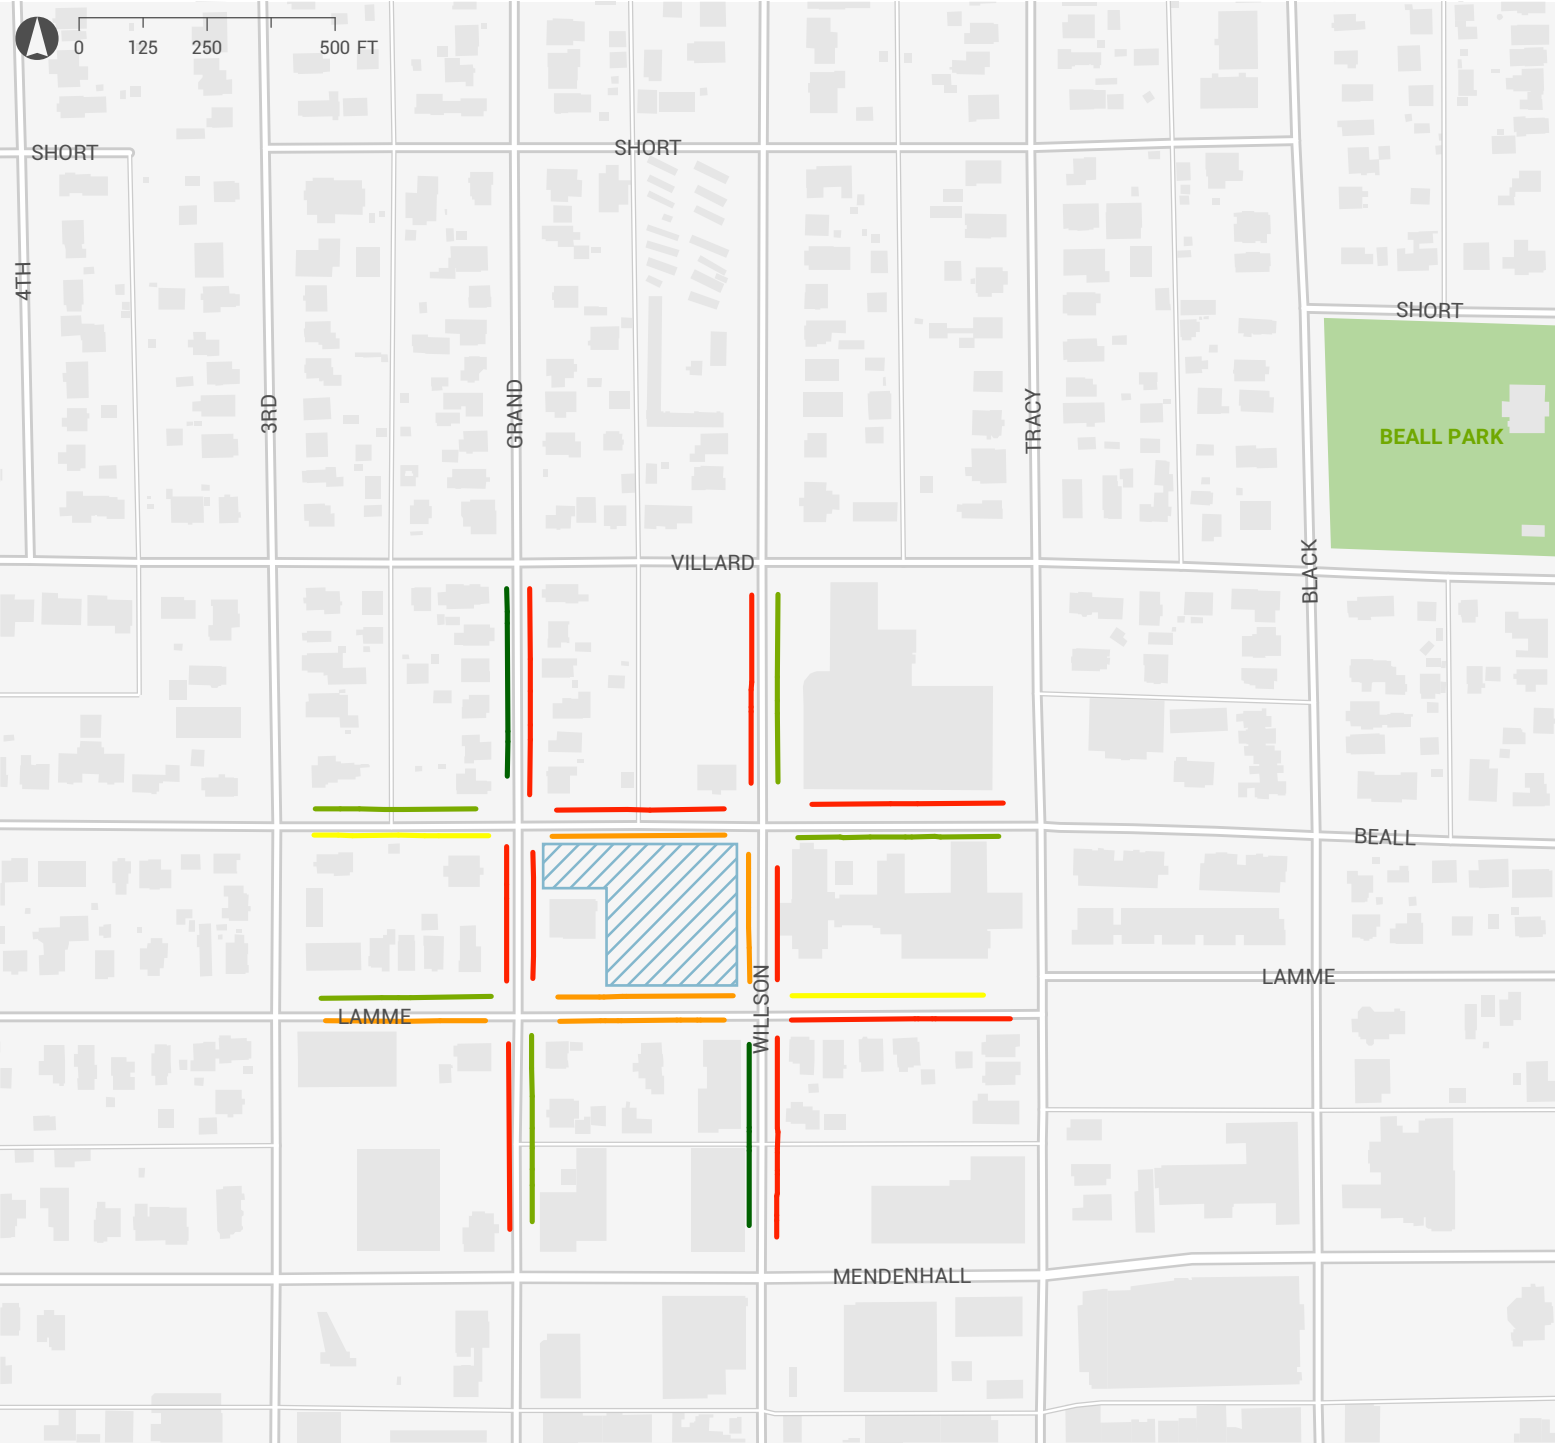 0 125 250 500 FT
SHORT
SHORT
4TH
SHORT
3RD
GRAND
TRACY
BEALL PARK
VILLARD
BLACK
BEALL
WILLSON
LAMME
LAMME
MENDENHALL